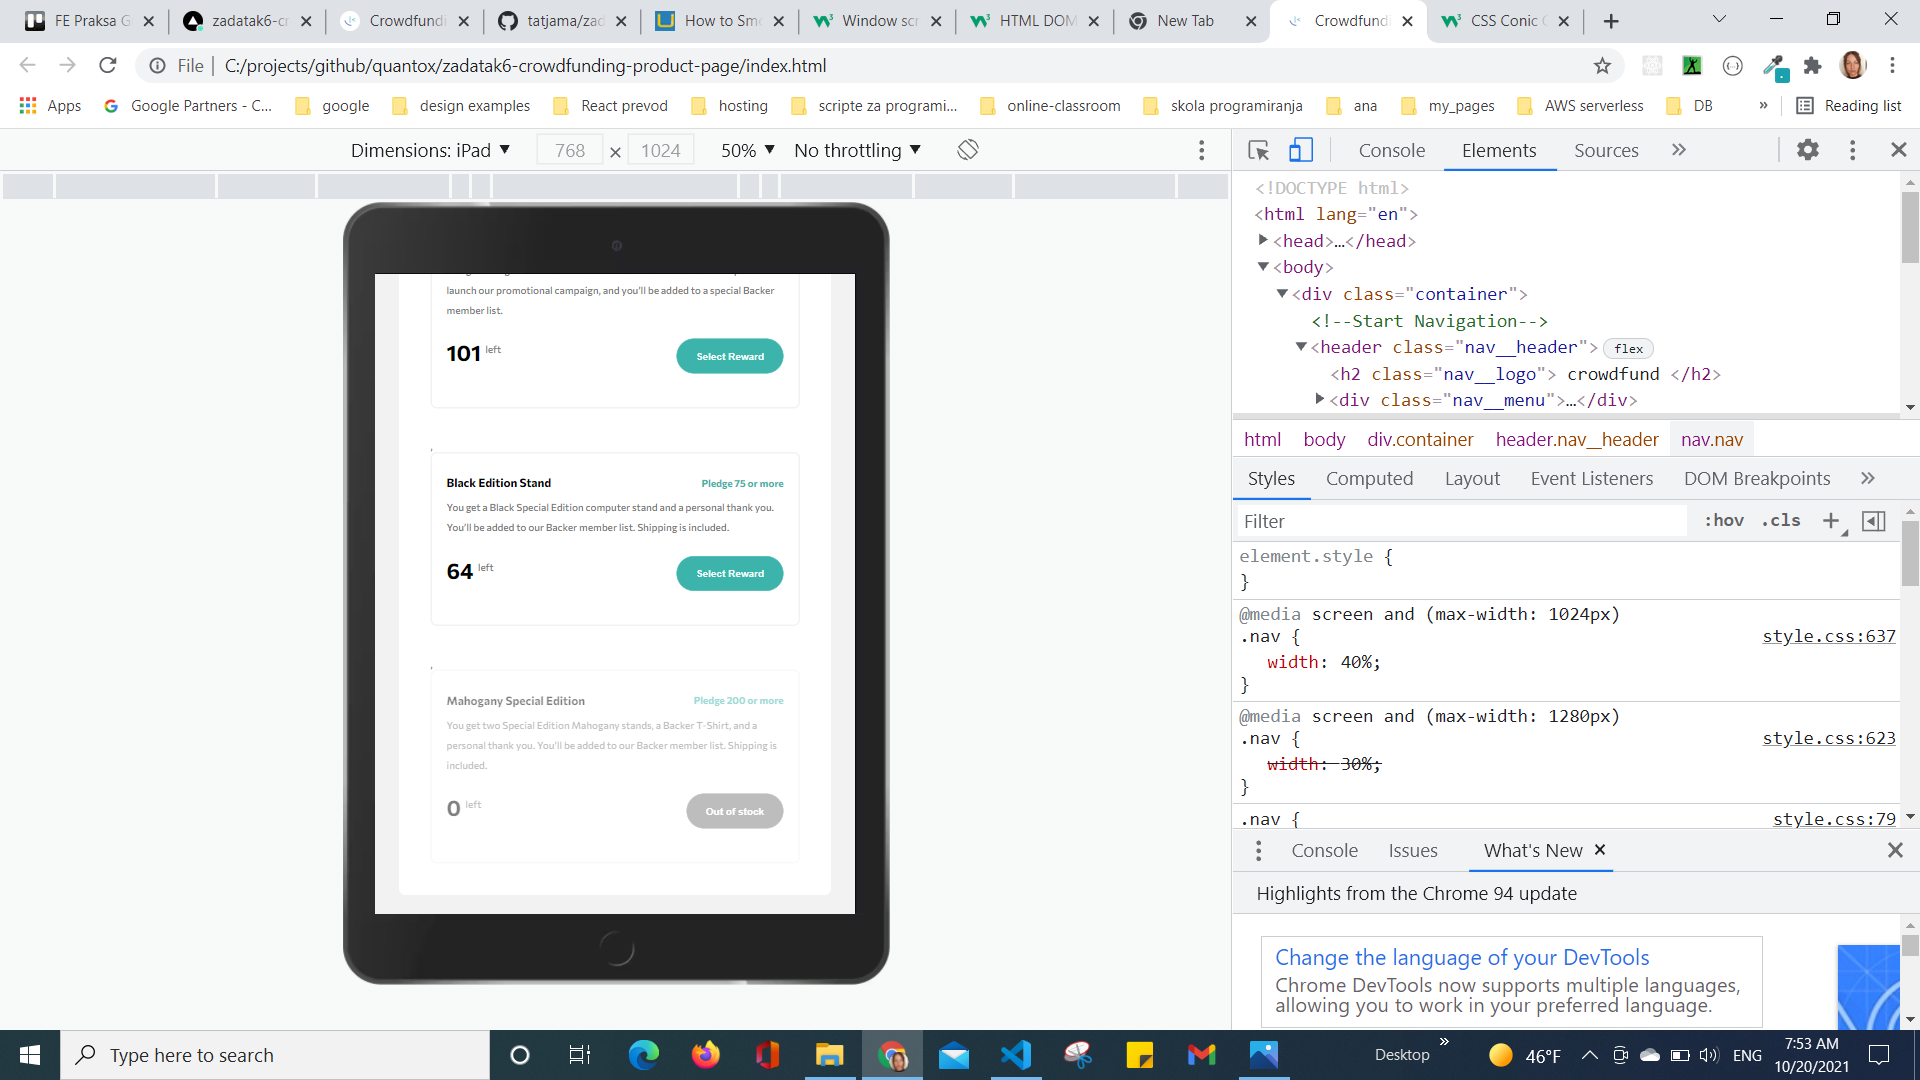 FE Praksa G
zadatak6-cr
Crowdfundi
tatjama/zad
How to Smo
Window scr
HTML DOM
New Tab
Crowdfundi
CSS Conic G
File | C:/projects/github/quantox/zadatak6-crowdfunding-product-page/index.html
Apps Google Partners - C... google design examples React prevod hosting scripte za programi... online-classroom skola programiranja ana my_pages AWS serverless DB » Reading list
Dimensions: iPad 768 × 1024 50% No throttling
Console Elements Sources »
launch our promotional campaign, and you'll be added to a special Backer
member list.
101 left
Select Reward
Black Edition Stand
Pledge 75 or more
You get a Black Special Edition computer stand and a personal thank you.
You'll be added to our Backer member list. Shipping is included.
64 left
Select Reward
Mahogany Special Edition
Pledge 200 or more
You get two Special Edition Mahogany stands, a Backer T-Shirt, and a
personal thank you. You'll be added to our Backer member list. Shipping is
included.
0 left
Out of stock
<!DOCTYPE html>
<html lang="en">
<head>…</head>
<body>
<div class="container">
<!--Start Navigation-->
<header class="nav__header"> flex
<h2 class="nav__logo"> crowdfund </h2>
<div class="nav__menu">…</div>
html body div.container header.nav__header nav.nav
Styles Computed Layout Event Listeners DOM Breakpoints »
Filter :hov .cls +
element.style {
}
@media screen and (max-width: 1024px)
.nav { style.css:637
width: 40%;
}
@media screen and (max-width: 1280px)
.nav { style.css:623
width: 30%;
}
.nav { style.css:79
Console Issues What's New
Highlights from the Chrome 94 update
Change the language of your DevTools
Chrome DevTools now supports multiple languages,
allowing you to work in your preferred language.
Type here to search
Desktop »
46°F
ENG
7:53 AM
10/20/2021